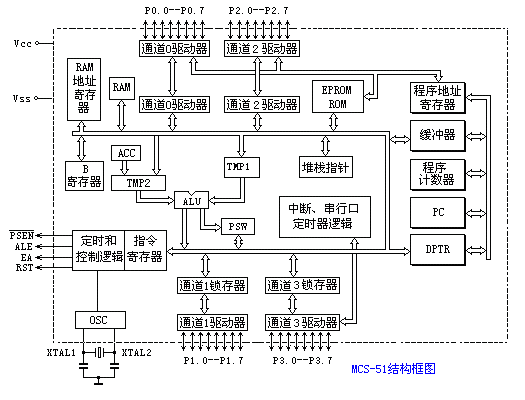 P0.0--P0.7
P2.0--P2.7
Vcc
通道0驱动器
通道2驱动器
RAM
地址
寄存
器
RAM
EPROM
ROM
程序地址
寄存器
Vss
通道0驱动器
通道2驱动器
缓冲器
ACC
B
寄存器
TMP2
TMP1
堆栈指针
程序
计数器
ALU
PSW
中断、串行口
定时器逻辑
PC
PSEN
ALE
EA
RST
定时和
控制逻辑
指令
寄存器
DPTR
通道1锁存器
通道3锁存器
OSC
通道1驱动器
通道3驱动器
XTAL1
XTAL2
P1.0--P1.7
P3.0--P3.7
MCS-51结构框图